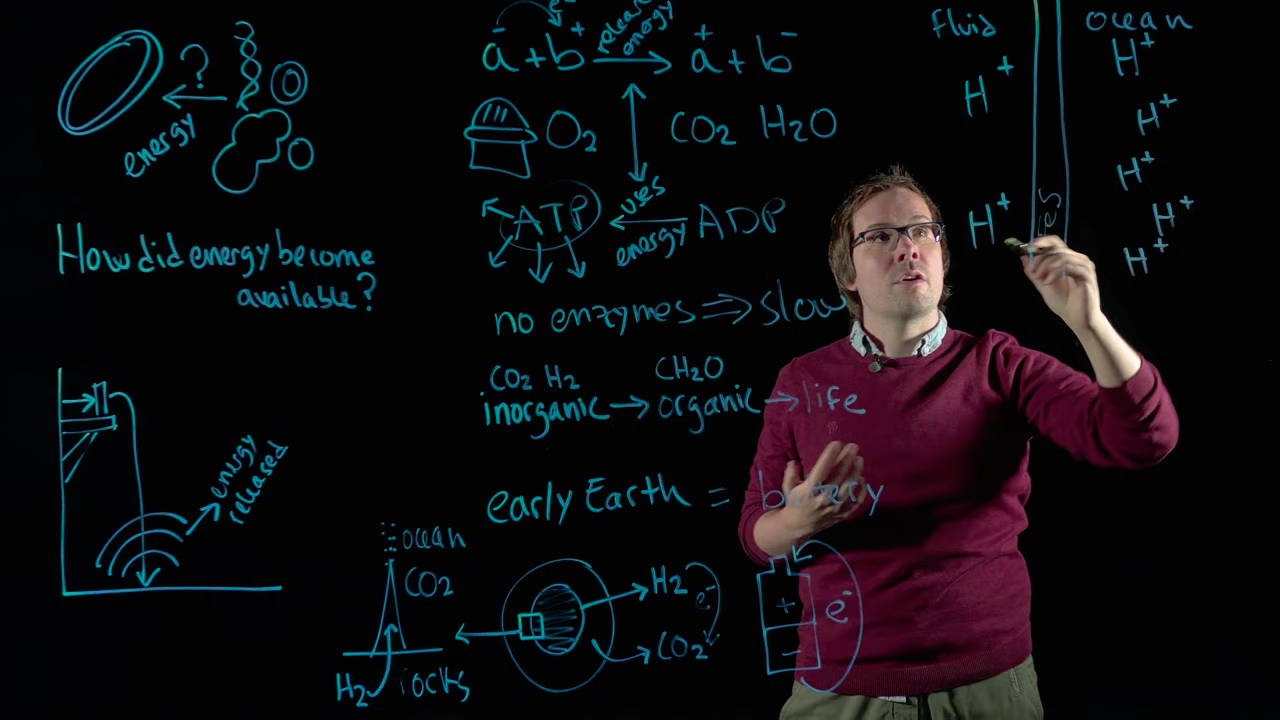 ?
energy
How did energy become
available?
energy
released
e
a⁻ + b⁺ → a⁺ + b⁻
release
energy
O₂
CO₂ H₂O
ATP ← ADP
uses
energy
no enzymes ⇒ slow
CO₂ H₂ CH₂O
inorganic → organic → life
early Earth = battery
ocean
CO₂
H₂ rocks
H₂
e⁻
CO₂
+
e⁻
−
fluid ocean
H⁺
H⁺
H⁺
H⁺
H⁺
H⁺
H⁺